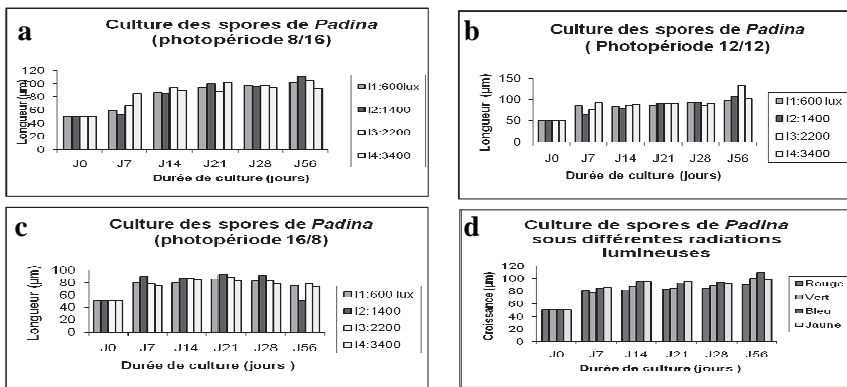 a
Culture des spores de Padina
(photopériode 8/16)
Longueur (µm)
120
100
80
60
40
20
0
J0 J7 J14 J21 J28 J56
Durée de culture (jours)
I1:600lux
I2:1400
I3:2200
I4:3400
b
Culture des spores de Padina
( Photopériode 12/12)
Longueur (µm)
150
100
50
0
J0 J7 J14 J21 J28 J56
Durée de culture (jours)
I1:600 lux
I2:1400
I3:2200
I4:3400
c
Culture des spores de Padina
(photopériode 16/8)
Longueur (µm)
100
80
60
40
20
0
J0 J7 J14 J21 J28 J56
Durée de culture (jours )
I1:600 lux
I2:1400
I3:2200
I4:3400
d
Culture de spores de Padina
sous différentes radiations
lumineuses
Croissance (µm)
120
100
80
60
40
20
0
J0 J7 J14 J21 J28 J56
Durée de culture (jours)
Rouge
Vert
Bleu
Jaune